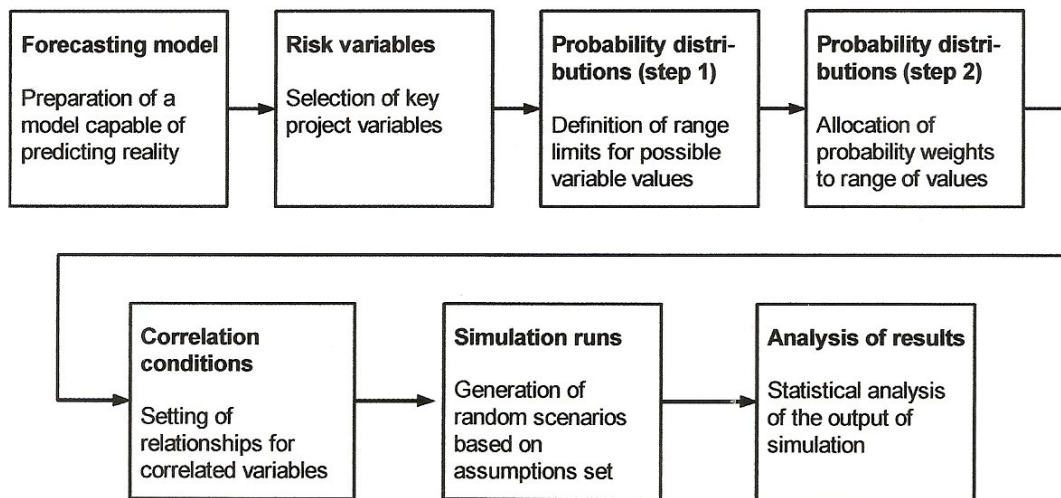 Forecasting model
Preparation of a
model capable of
predicting reality
Risk variables
Selection of key
project variables
Probability distri-
butions (step 1)
Definition of range
limits for possible
variable values
Probability distri-
butions (step 2)
Allocation of
probability weights
to range of values
Correlation
conditions
Setting of
relationships for
correlated variables
Simulation runs
Generation of
random scenarios
based on
assumptions set
Analysis of results
Statistical analysis
of the output of
simulation